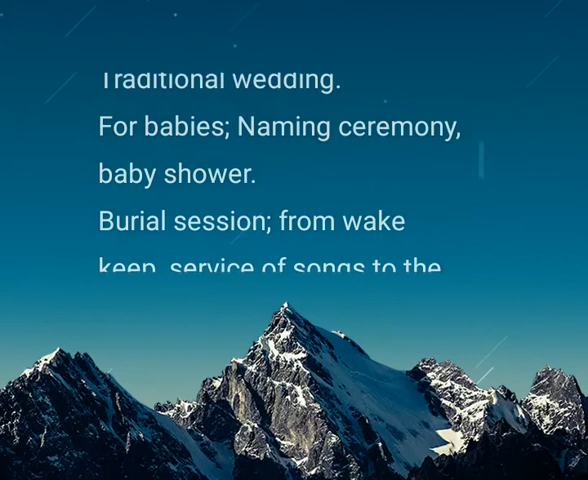 Traditional wedding.
For babies; Naming ceremony,
baby shower.
Burial session; from wake
keep, service of songs to the